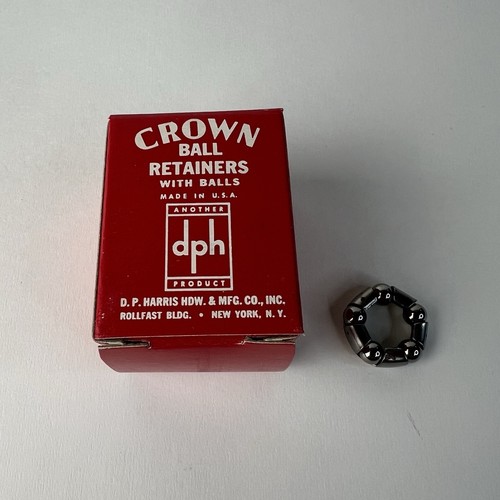 CROWN
BALL
RETAINERS
WITH BALLS
MADE IN U.S.A.
ANOTHER
dph
PRODUCT
D. P. HARRIS HDW. & MFG. CO., INC.
ROLLFAST BLDG. • NEW YORK, N. Y.